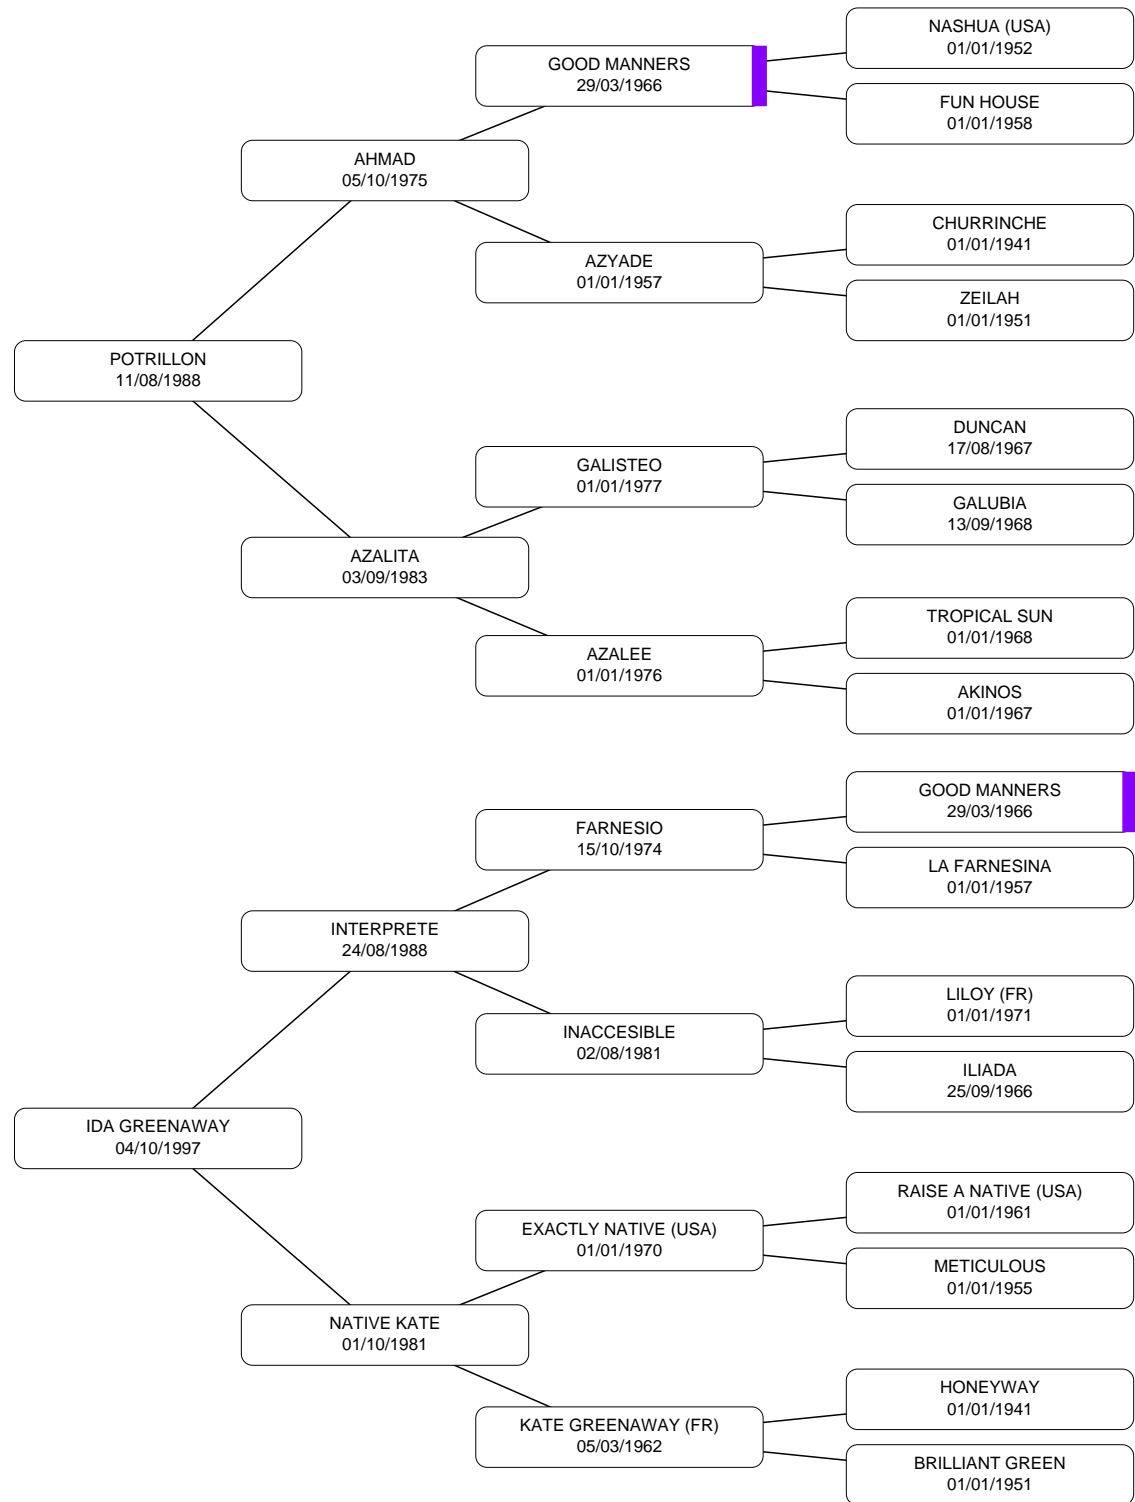 NASHUA (USA)
01/01/1952
GOOD MANNERS
29/03/1966
FUN HOUSE
01/01/1958
AHMAD
05/10/1975
CHURRINCHE
01/01/1941
AZYADE
01/01/1957
ZEILAH
01/01/1951
POTRILLON
11/08/1988
DUNCAN
17/08/1967
GALISTEO
01/01/1977
GALUBIA
13/09/1968
AZALITA
03/09/1983
TROPICAL SUN
01/01/1968
AZALEE
01/01/1976
AKINOS
01/01/1967
GOOD MANNERS
29/03/1966
FARNESIO
15/10/1974
LA FARNESINA
01/01/1957
INTERPRETE
24/08/1988
LILOY (FR)
01/01/1971
INACCESIBLE
02/08/1981
ILIADA
25/09/1966
IDA GREENAWAY
04/10/1997
RAISE A NATIVE (USA)
01/01/1961
EXACTLY NATIVE (USA)
01/01/1970
METICULOUS
01/01/1955
NATIVE KATE
01/10/1981
HONEYWAY
01/01/1941
KATE GREENAWAY (FR)
05/03/1962
BRILLIANT GREEN
01/01/1951